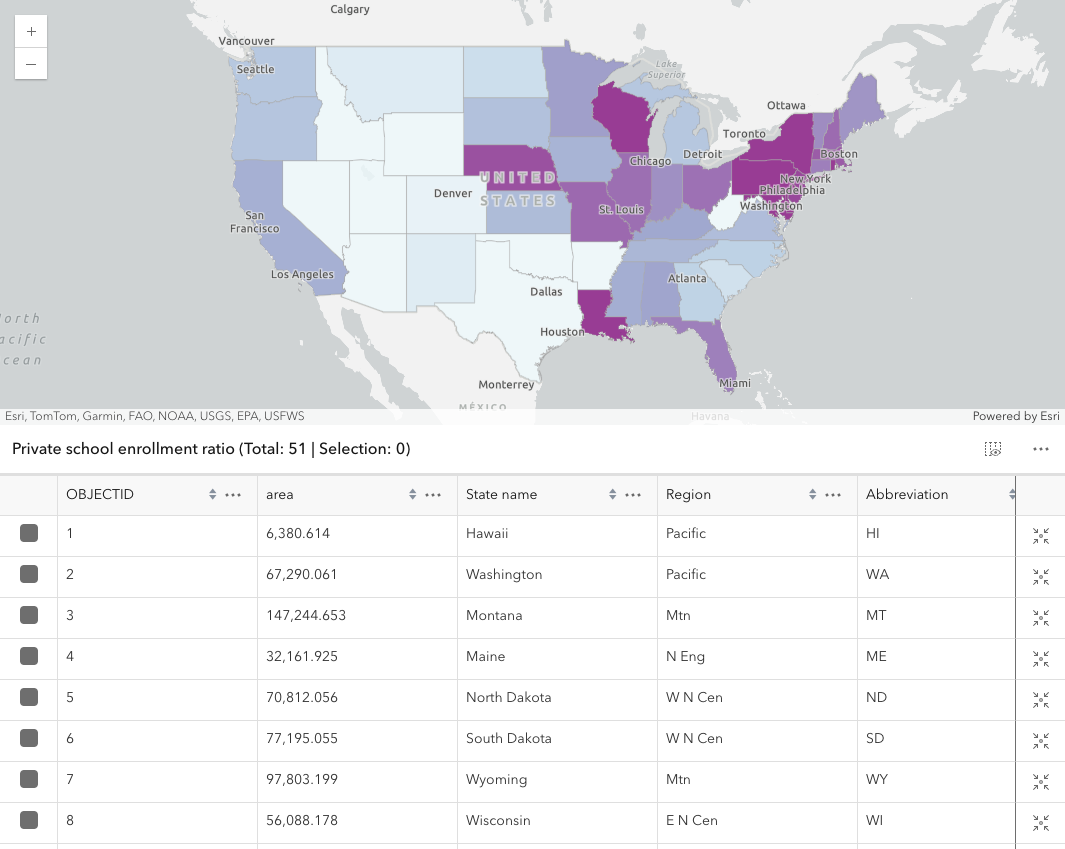 Calgary
Vancouver
Seattle
Lake
Superior
Ottawa
Toronto
Boston
Chicago
Detroit
New York
UNITED
STATES
Denver
Philadelphia
Washington
St. Louis
San
Francisco
Los Angeles
Atlanta
Dallas
Houston
orth
acific
cean
Miami
Monterrey
MÉXICO
Havana
+
–
Esri, TomTom, Garmin, FAO, NOAA, USGS, EPA, USFWS
Powered by Esri
Private school enrollment ratio (Total: 51 | Selection: 0)
OBJECTID area State name Region Abbreviation
1 6,380.614 Hawaii Pacific HI
2 67,290.061 Washington Pacific WA
3 147,244.653 Montana Mtn MT
4 32,161.925 Maine N Eng ME
5 70,812.056 North Dakota W N Cen ND
6 77,195.055 South Dakota W N Cen SD
7 97,803.199 Wyoming Mtn WY
8 56,088.178 Wisconsin E N Cen WI